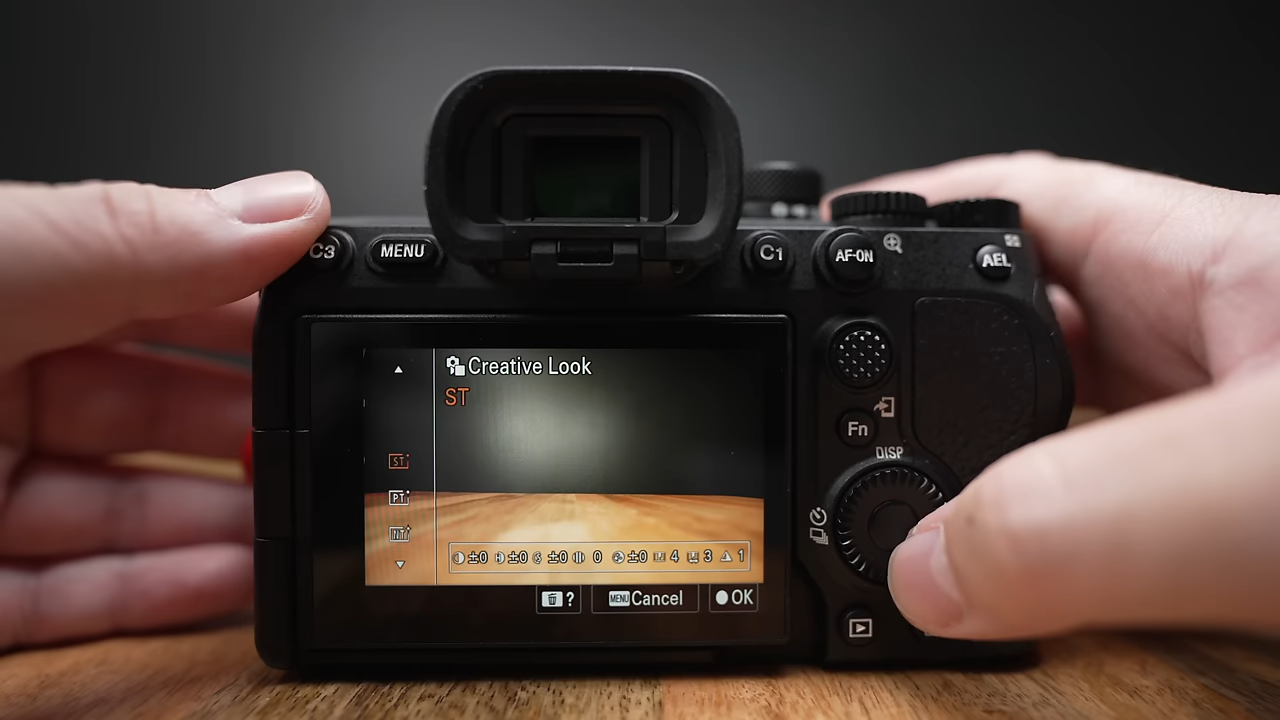 C3
MENU
C1
AF-ON
AEL
Creative Look
ST
ST
PT
NT
±0 ±0 ±0 0 ±0 4 3 1
?
MENU Cancel
OK
Fn
DISP